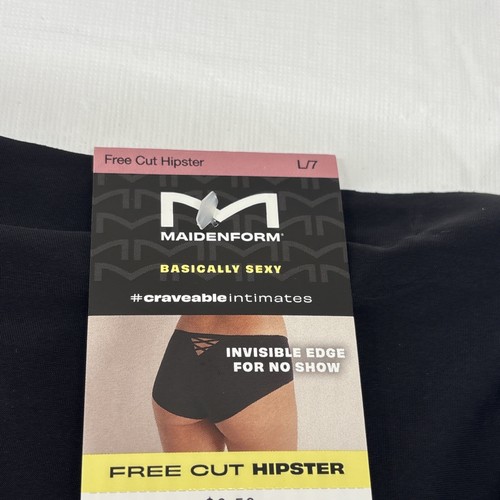 Free Cut Hipster L/7
MAIDENFORM®
BASICALLY SEXY
#craveableintimates
INVISIBLE EDGE
FOR NO SHOW
FREE CUT HIPSTER